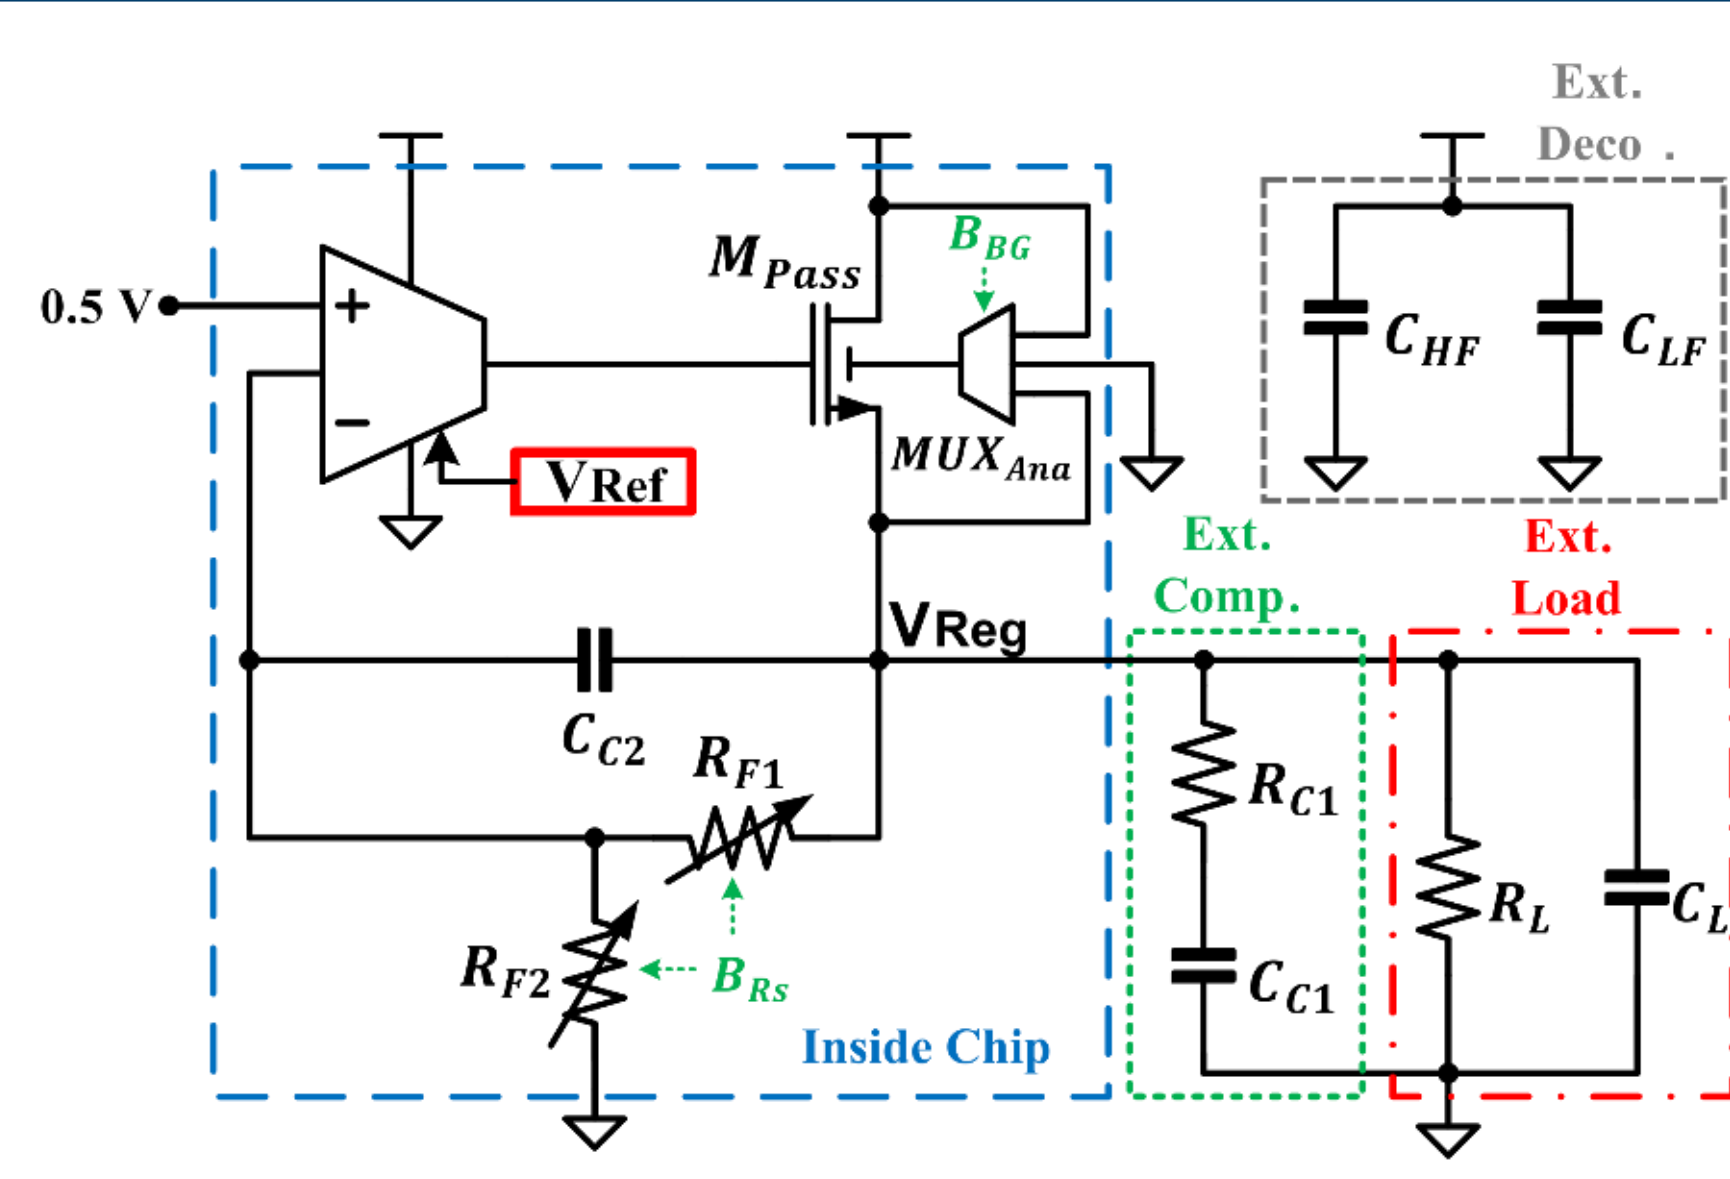 Ext.
Deco .
B_BG
M_Pass
0.5 V
+
−
C_HF
C_LF
MUX_Ana
VRef
Ext.
Comp.
Ext.
Load
VReg
C_C2
R_F1
R_C1
R_L
C_L
R_F2
B_Rs
C_C1
Inside Chip